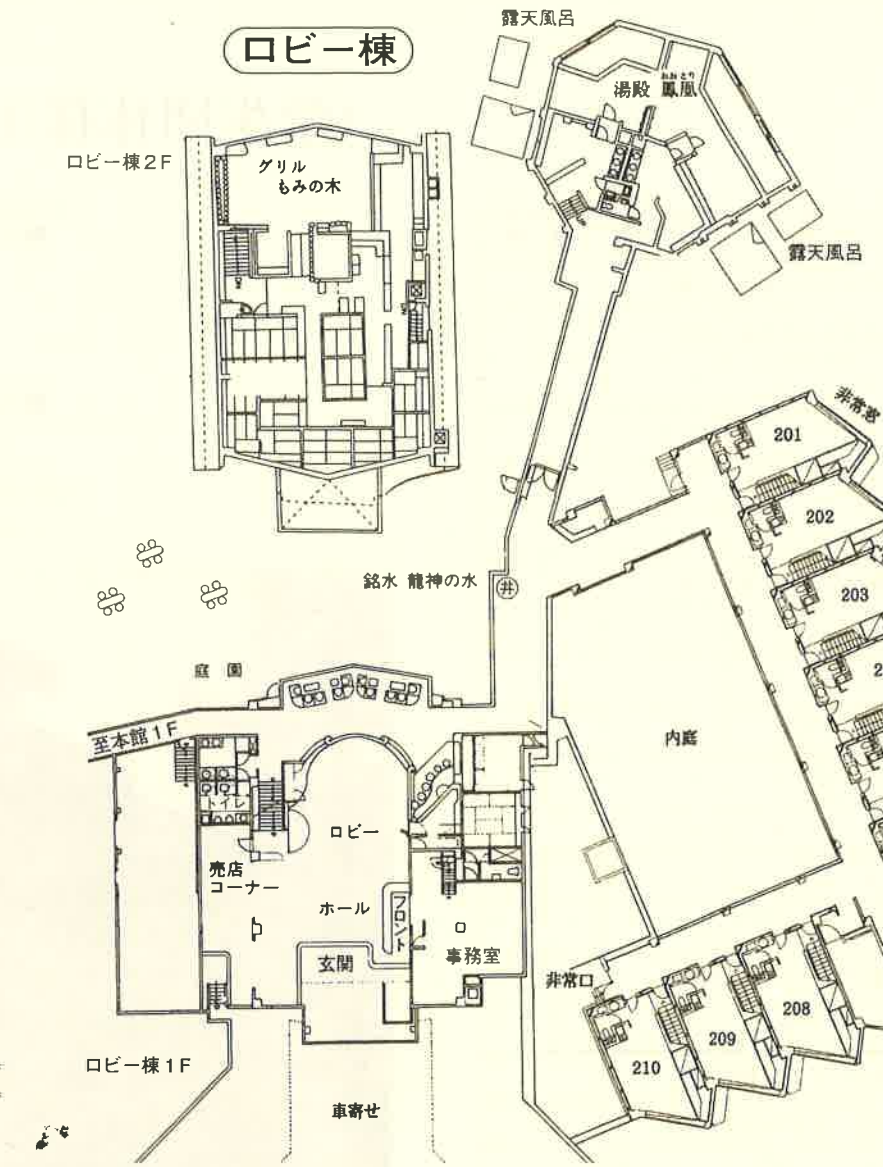 ロビー棟
露天風呂
湯殿 鳳凰
おおとり
ロビー棟2F
グリル
もみの木
露天風呂
非常窓
201
202
203
2
銘水 龍神の水
井
庭園
至本館1F
内庭
トイレ
ロビー
売店
コーナー
ホール
フロント
玄関
事務室
非常口
208
209
210
ロビー棟1F
車寄せ